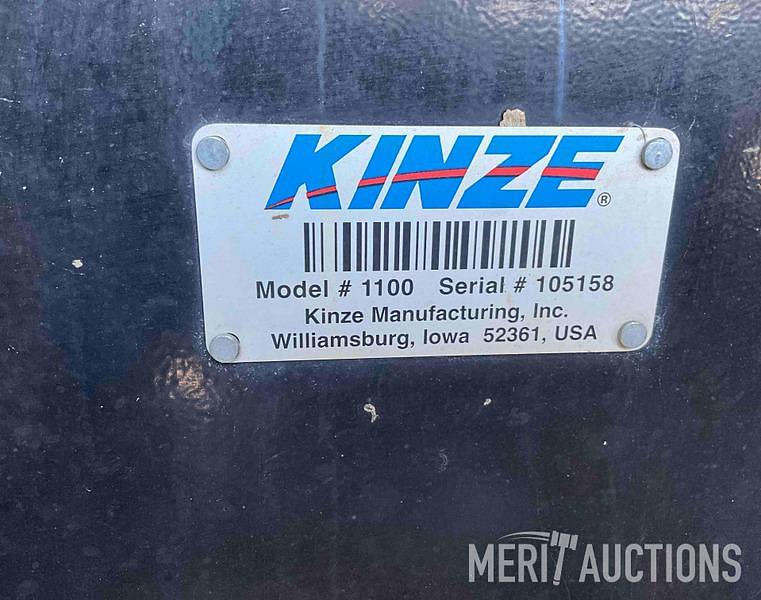 KINZE®
Model # 1100 Serial # 105158
Kinze Manufacturing, Inc.
Williamsburg, Iowa 52361, USA
MERIT AUCTIONS